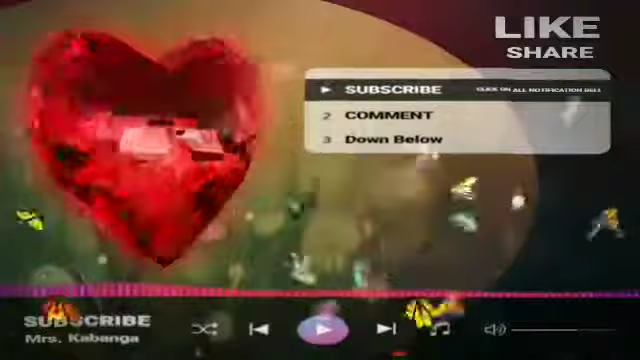 LIKE
SHARE
SUBSCRIBE CLICK ON ALL NOTIFICATION BELL
2 COMMENT
3 Down Below
SUBSCRIBE
Mrs. Kabanga